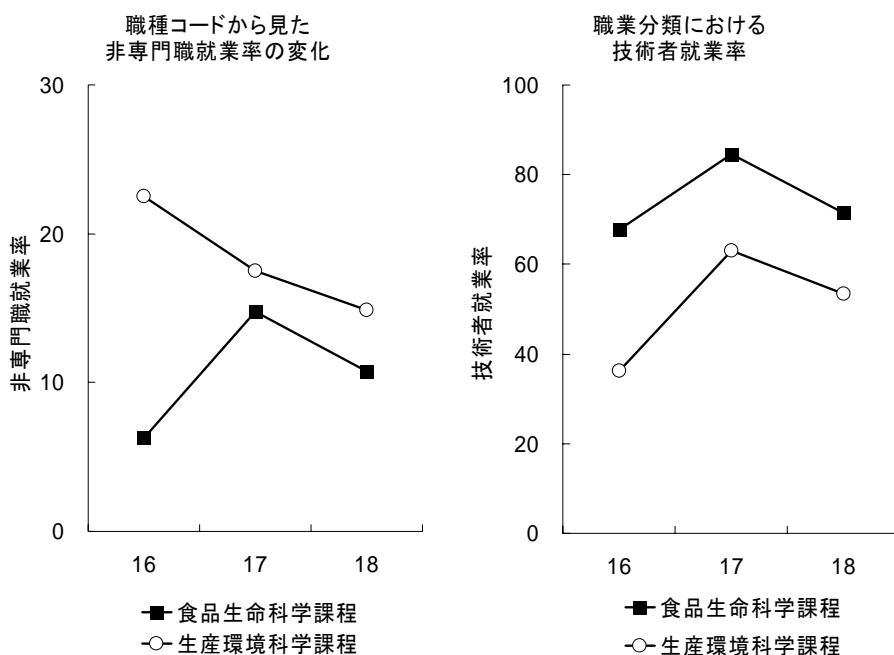 職種コードから見た
非専門職就業率の変化
30
20
10
0
非専門職就業率
16
17
18
食品生命科学課程
生産環境科学課程
職業分類における
技術者就業率
100
80
60
40
20
0
技術者就業率
16
17
18
食品生命科学課程
生産環境科学課程